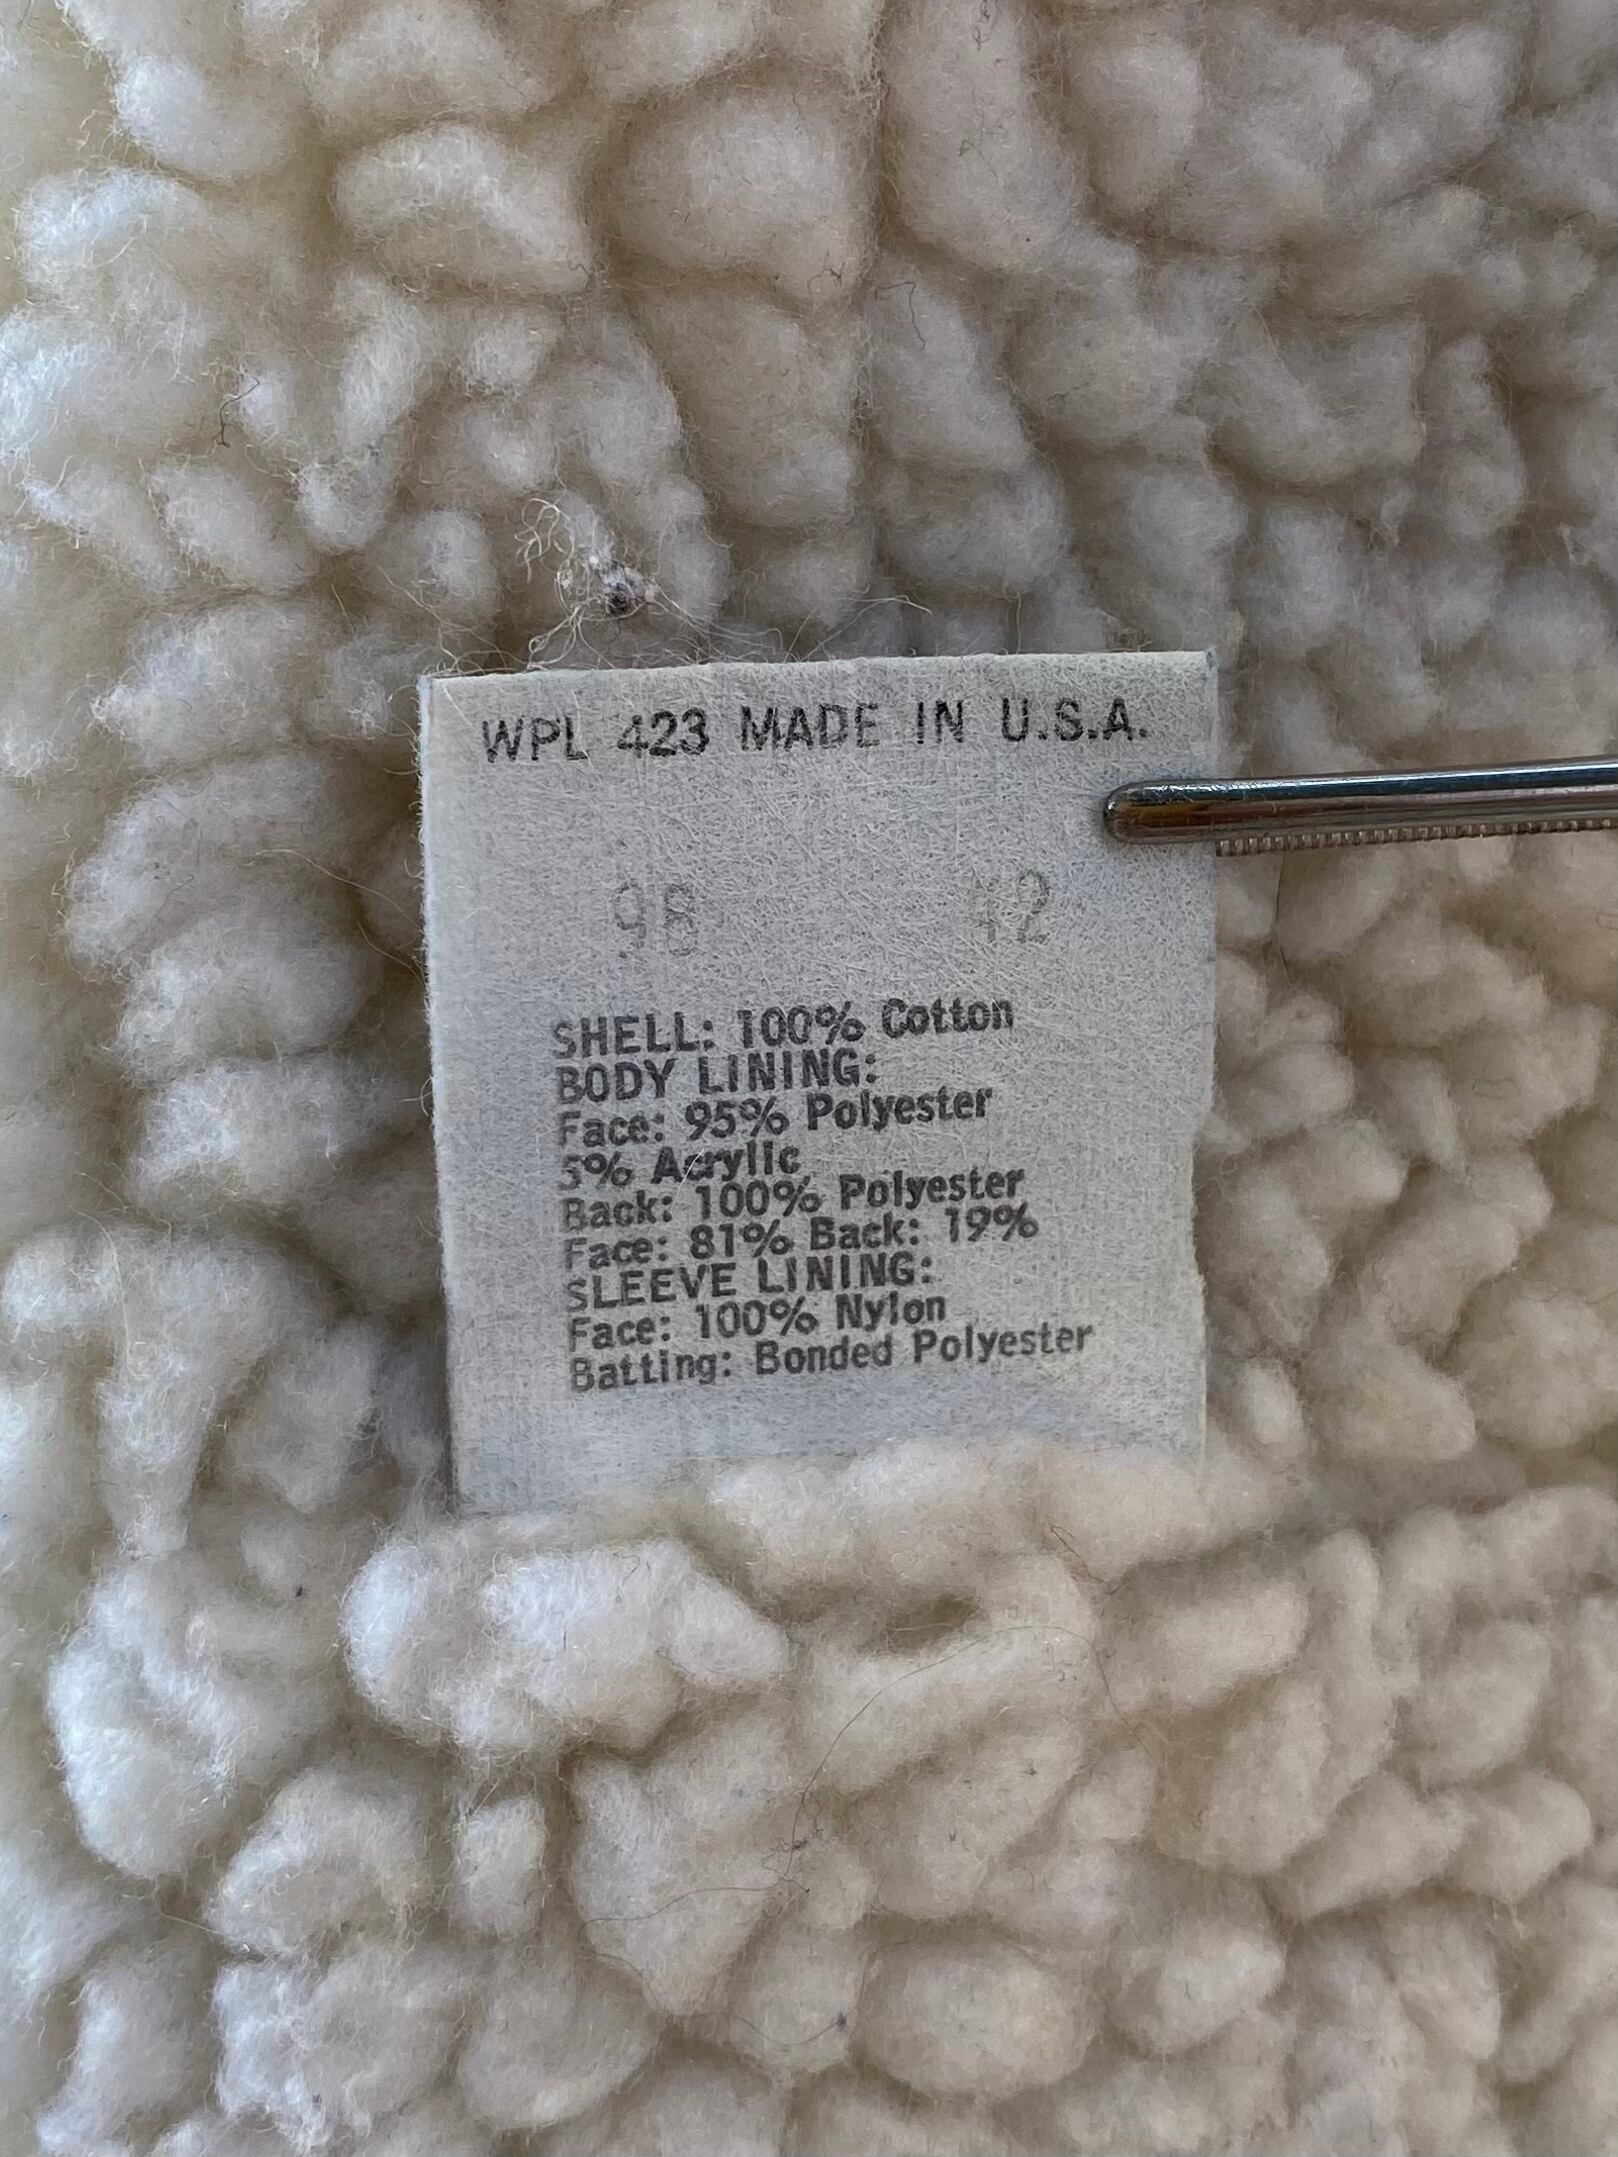 WPL 423 MADE IN U.S.A.
98 42
SHELL: 100% Cotton
BODY LINING:
Face: 95% Polyester
5% Acrylic
Back: 100% Polyester
Face: 81% Back: 19%
SLEEVE LINING:
Face: 100% Nylon
Batting: Bonded Polyester